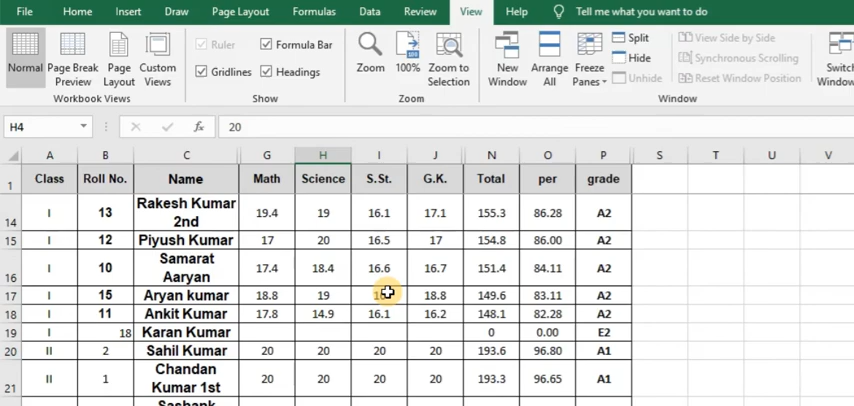 File Home Insert Draw Page Layout Formulas Data Review View Help Tell me what you want to do
Normal Page Break Preview Page Layout Custom Views
Workbook Views
Ruler Formula Bar
Gridlines Headings
Show
Zoom 100% Zoom to Selection
Zoom
New Window Arrange All Freeze Panes
Split
Hide
Unhide
View Side by Side
Synchronous Scrolling
Reset Window Position
Window
Switch
H4 fx 20
A B C G H I J N O P S T U V
1 Class Roll No. Name Math Science S.St. G.K. Total per grade
14 I 13 Rakesh Kumar 2nd 19.4 19 16.1 17.1 155.3 86.28 A2
15 I 12 Piyush Kumar 17 20 16.5 17 154.8 86.00 A2
16 I 10 Samarat Aaryan 17.4 18.4 16.6 16.7 151.4 84.11 A2
17 I 15 Aryan kumar 18.8 19 18.8 149.6 83.11 A2
18 I 11 Ankit Kumar 17.8 14.9 16.1 16.2 148.1 82.28 A2
19 I 18 Karan Kumar 0 0.00 E2
20 II 2 Sahil Kumar 20 20 20 20 193.6 96.80 A1
21 II 1 Chandan Kumar 1st 20 20 20 20 193.3 96.65 A1